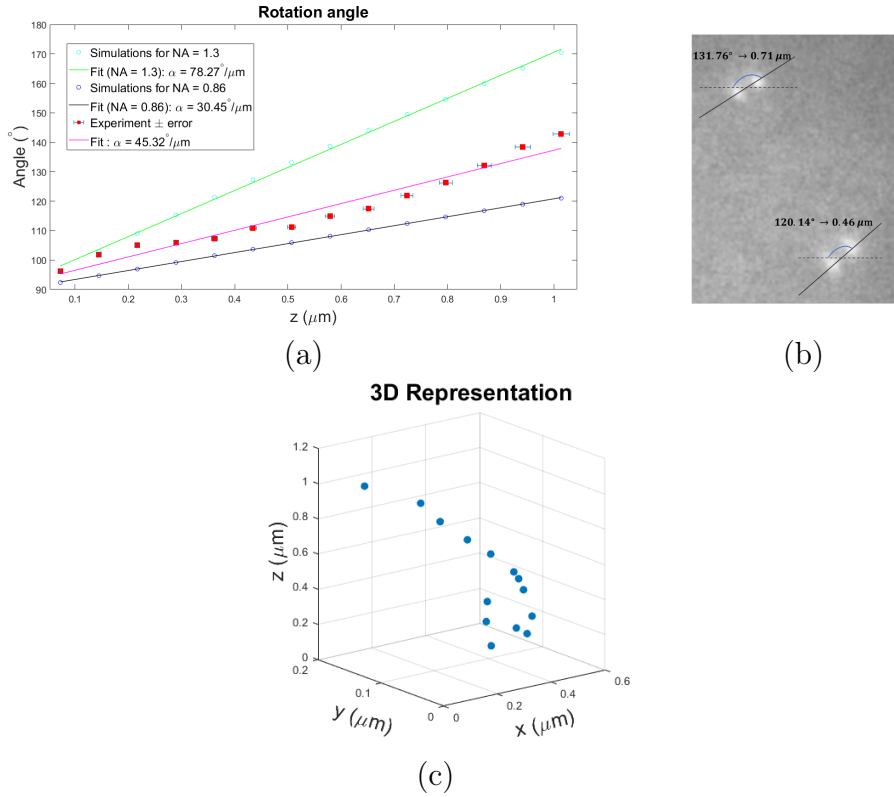 Rotation angle
180
170
160
150
140
130
120
110
100
90
Angle (°)
Simulations for NA = 1.3
Fit (NA = 1.3): α = 78.27°/μm
Simulations for NA = 0.86
Fit (NA = 0.86): α = 30.45°/μm
Experiment ± error
Fit : α = 45.32°/μm
0.1 0.2 0.3 0.4 0.5 0.6 0.7 0.8 0.9 1
z (μm)
(a)
131.76° → 0.71 μm
120.14° → 0.46 μm
(b)
3D Representation
1.2
1
0.8
0.6
0.4
0.2
0
z (μm)
0.2
0.1
0
y (μm)
0
0.2
0.4
0.6
x (μm)
(c)